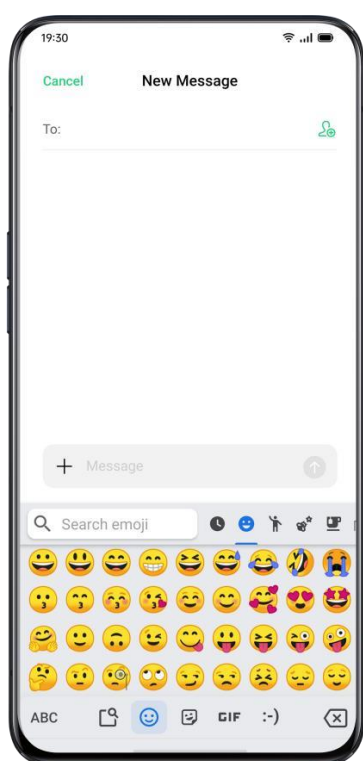 19:30
Cancel New Message
To:
Message
Search emoji
ABC GIF :-)